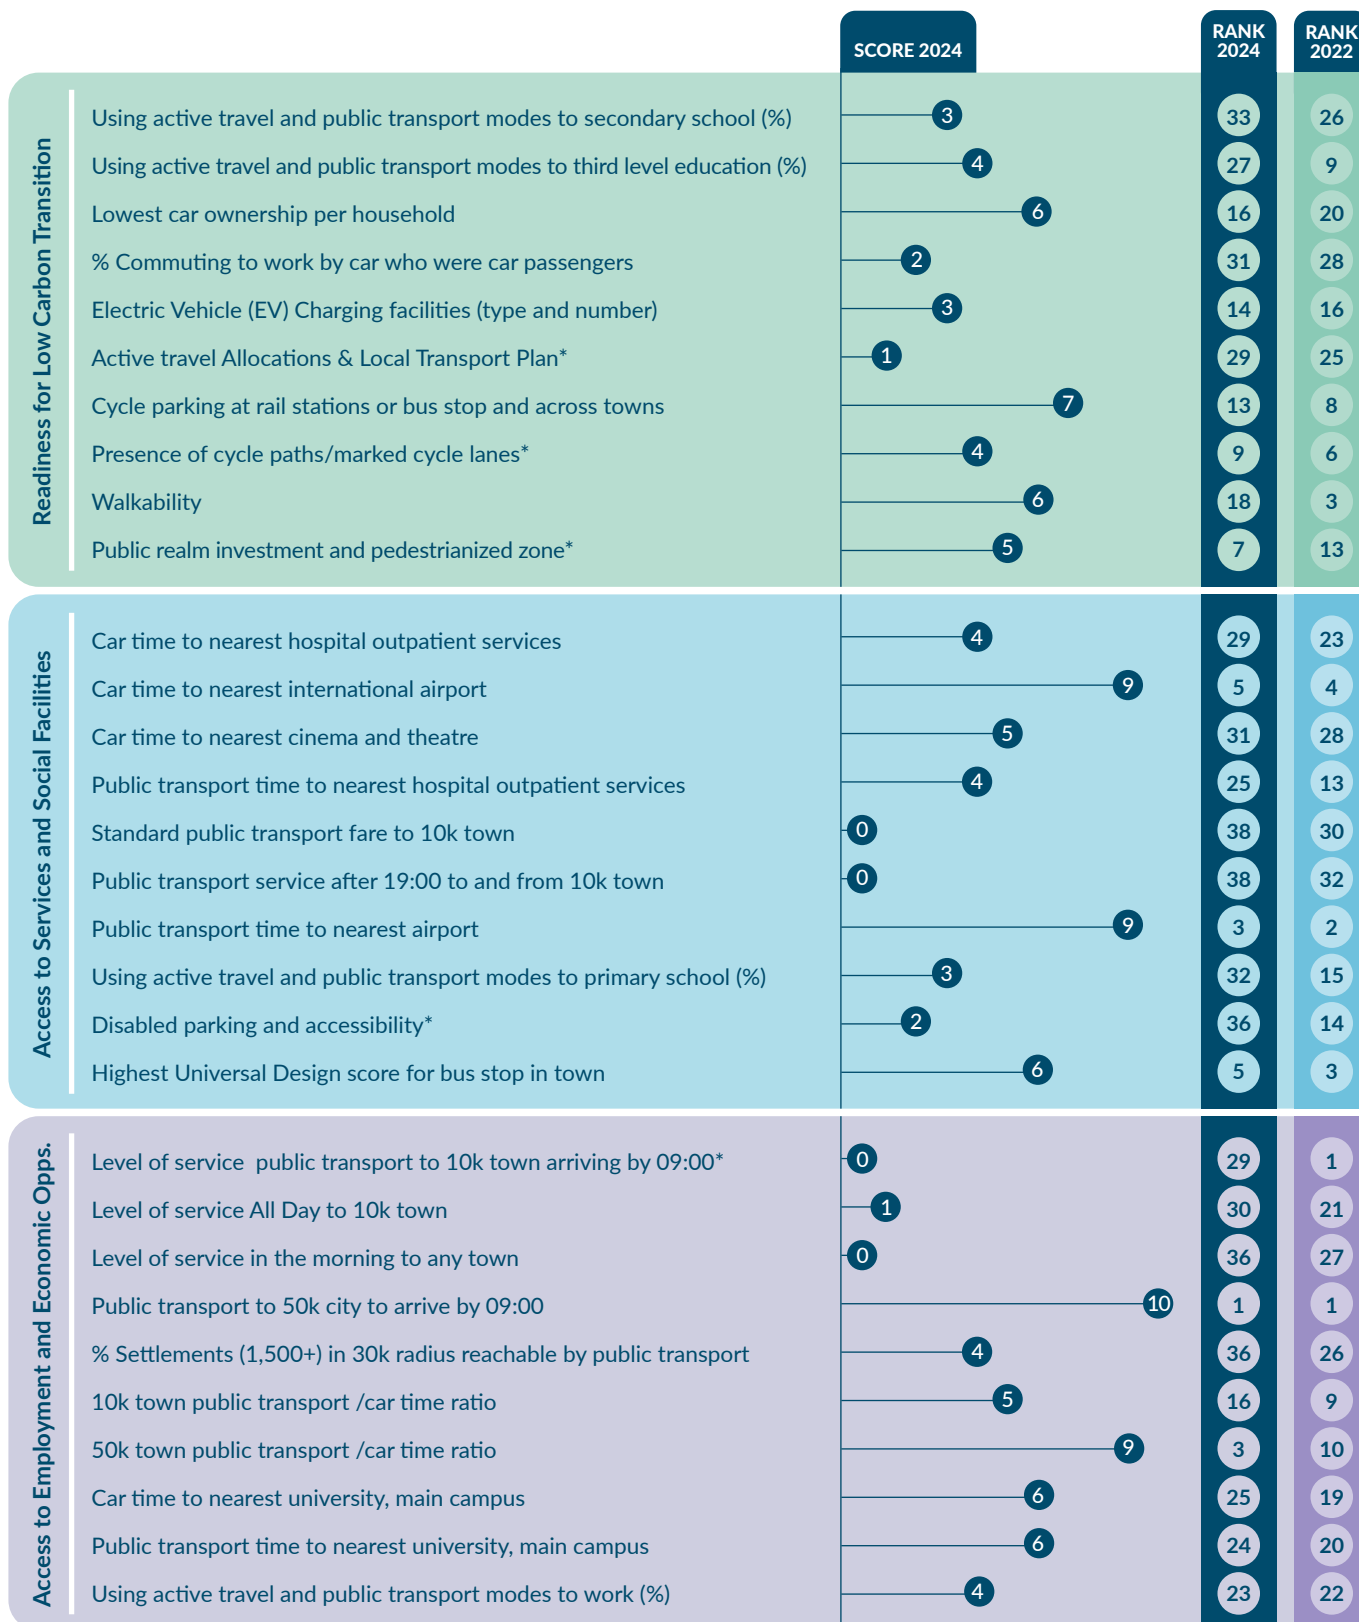 SCORE 2024
RANK
2024
RANK
2022
Readiness for Low Carbon Transition
Using active travel and public transport modes to secondary school (%) 3 33 26
Using active travel and public transport modes to third level education (%) 4 27 9
Lowest car ownership per household 6 16 20
% Commuting to work by car who were car passengers 2 31 28
Electric Vehicle (EV) Charging facilities (type and number) 3 14 16
Active travel Allocations & Local Transport Plan* 1 29 25
Cycle parking at rail stations or bus stop and across towns 7 13 8
Presence of cycle paths/marked cycle lanes* 4 9 6
Walkability 6 18 3
Public realm investment and pedestrianized zone* 5 7 13
Access to Services and Social Facilities
Car time to nearest hospital outpatient services 4 29 23
Car time to nearest international airport 9 5 4
Car time to nearest cinema and theatre 5 31 28
Public transport time to nearest hospital outpatient services 4 25 13
Standard public transport fare to 10k town 0 38 30
Public transport service after 19:00 to and from 10k town 0 38 32
Public transport time to nearest airport 9 3 2
Using active travel and public transport modes to primary school (%) 3 32 15
Disabled parking and accessibility* 2 36 14
Highest Universal Design score for bus stop in town 6 5 3
Access to Employment and Economic Opps.
Level of service public transport to 10k town arriving by 09:00* 0 29 1
Level of service All Day to 10k town 1 30 21
Level of service in the morning to any town 0 36 27
Public transport to 50k city to arrive by 09:00 10 1 1
% Settlements (1,500+) in 30k radius reachable by public transport 4 36 26
10k town public transport /car time ratio 5 16 9
50k town public transport /car time ratio 9 3 10
Car time to nearest university, main campus 6 25 19
Public transport time to nearest university, main campus 6 24 20
Using active travel and public transport modes to work (%) 4 23 22